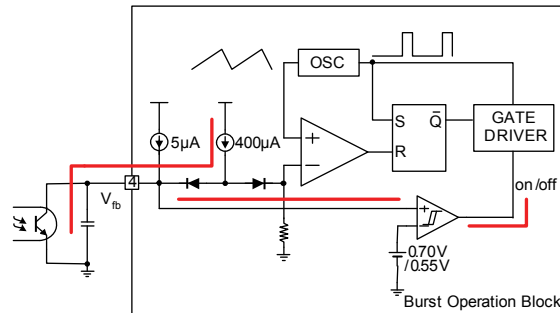 OSC
5µA
400µA
+
−
S
Q̄
R
GATE
DRIVER
4
Vfb
on/off
+
−
0.70V
/0.55V
Burst Operation Block